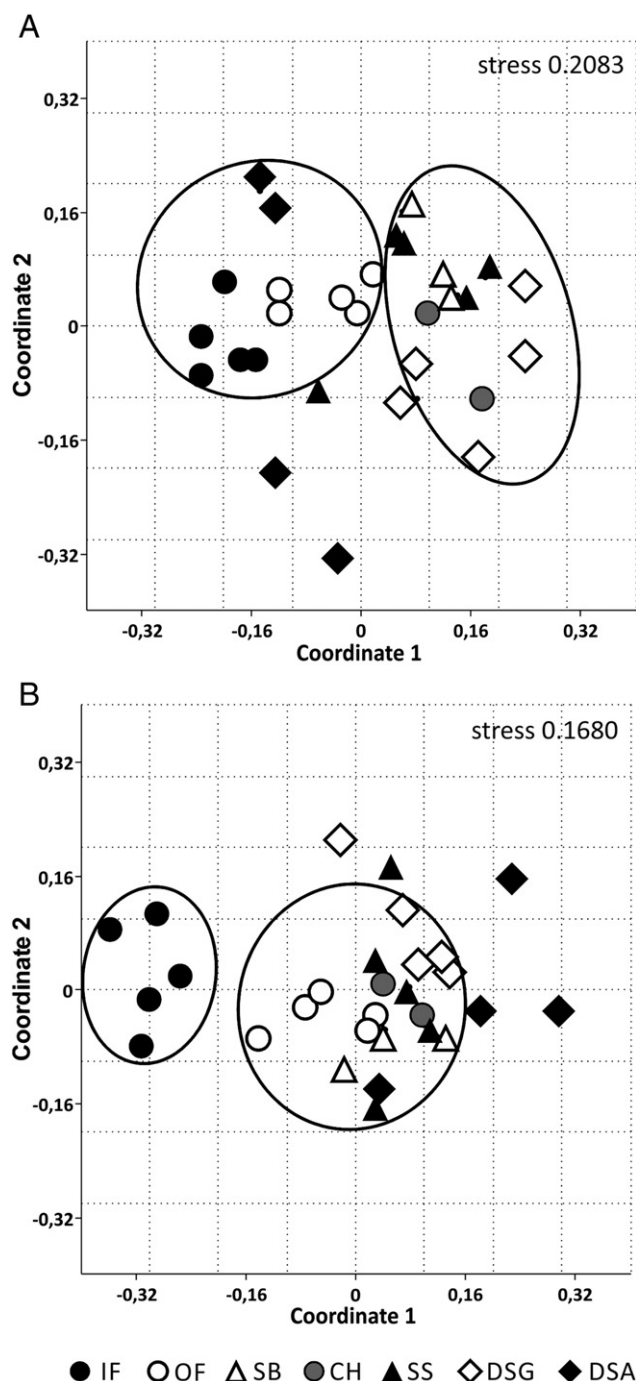 A
stress 0.2083
0,32
0,16
0
-0,16
-0,32
Coordinate 2
-0,32 -0,16 0 0,16 0,32
Coordinate 1
B
stress 0.1680
0,32
0,16
0
-0,16
-0,32
Coordinate 2
-0,32 -0,16 0 0,16 0,32
Coordinate 1
IF OF SB CH SS DSG DSA